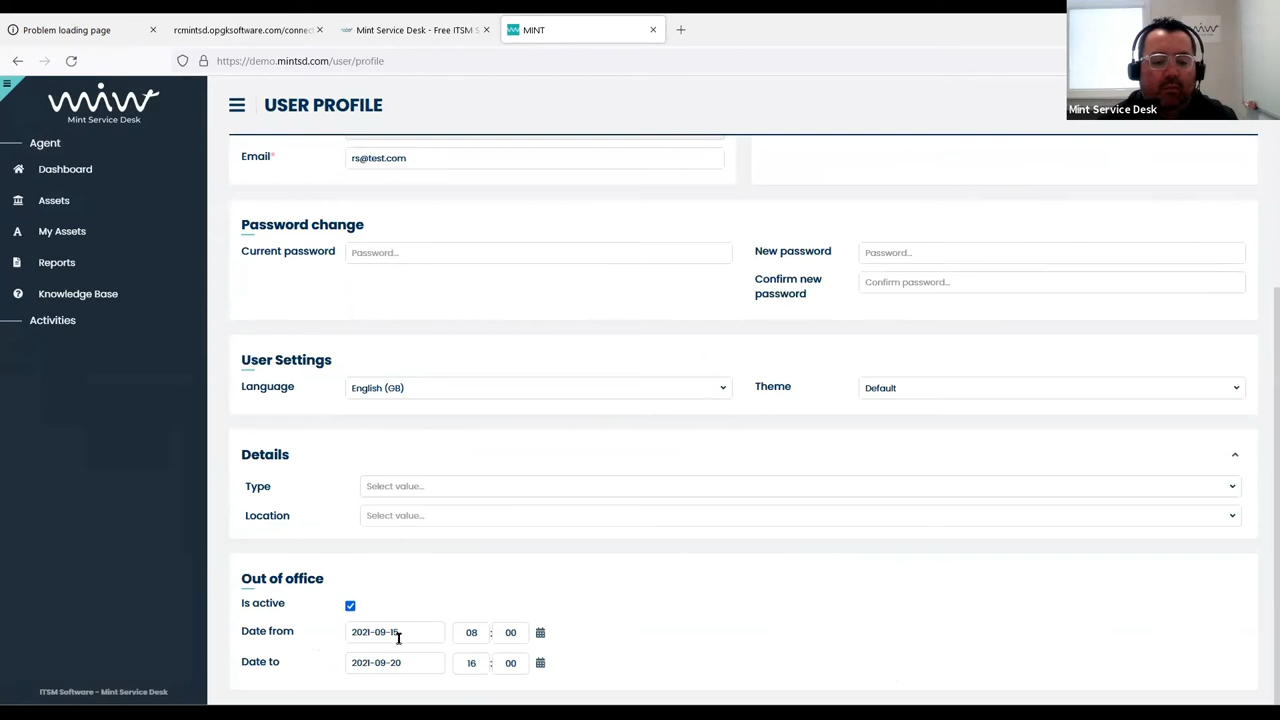 Problem loading page
rcmintsd.opgksoftware.com/connec
Mint Service Desk - Free ITSM S
MINT
https://demo.mintsd.com/user/profile
Mint Service Desk
Mint Service Desk
Agent
Dashboard
Assets
My Assets
Reports
Knowledge Base
Activities
ITSM Software - Mint Service Desk
USER PROFILE
Email*
rs@test.com
Password change
Current password
Password...
New password
Password...
Confirm new
password
Confirm password...
User Settings
Language
English (GB)
Theme
Default
Details
Type
Select value...
Location
Select value...
Out of office
Is active
Date from
2021-09-15
08 : 00
Date to
2021-09-20
16 : 00